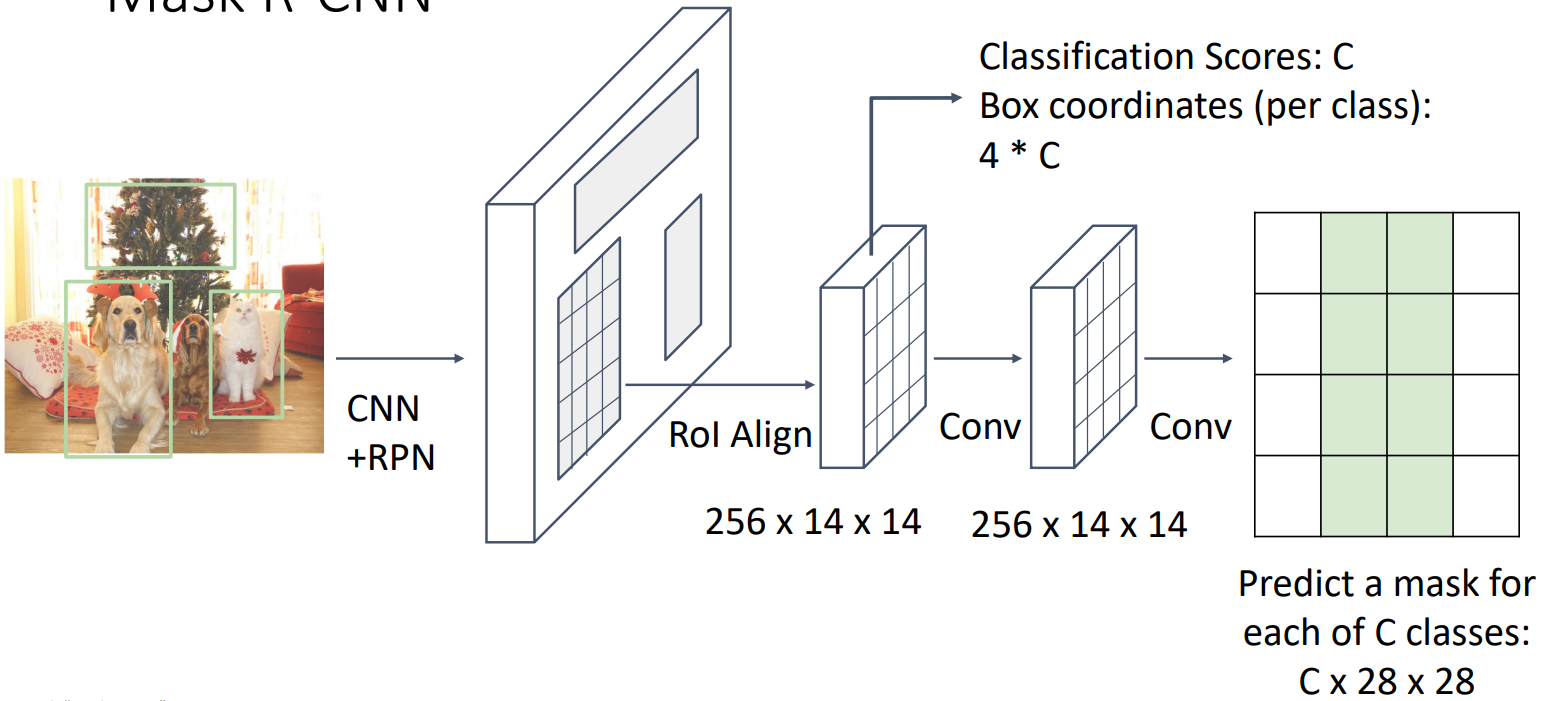 Mask R-CNN
Classification Scores: C
Box coordinates (per class):
4 * C
CNN
+RPN
RoI Align
Conv
Conv
256 x 14 x 14
256 x 14 x 14
Predict a mask for
each of C classes:
C x 28 x 28